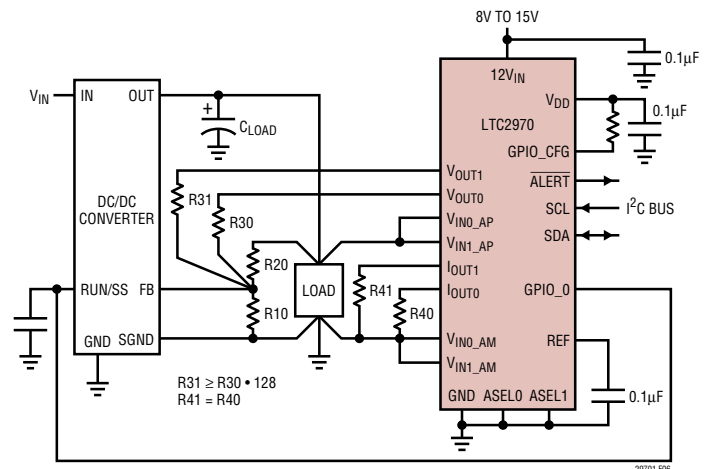 8V TO 15V
0.1µF
12VIN
VIN
IN
OUT
VDD
0.1µF
+
CLOAD
LTC2970
GPIO_CFG
VOUT1
ALERT
R31
VOUT0
DC/DC
CONVERTER
R30
VIN0_AP
SCL
I2C BUS
R20
VIN1_AP
SDA
IOUT1
RUN/SS
FB
LOAD
R41
IOUT0
GPIO_0
R10
R40
SGND
VIN0_AM
REF
GND
VIN1_AM
R31 ≥ R30 • 128
R41 = R40
GND
ASEL0
ASEL1
0.1µF
29701 F06